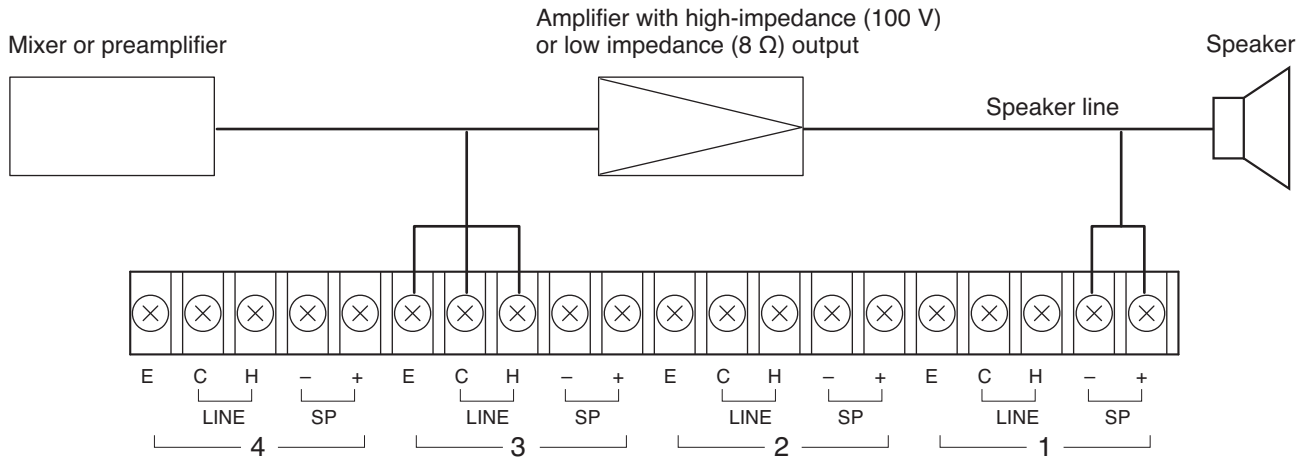 Amplifier with high-impedance (100 V)
or low impedance (8 Ω) output
Mixer or preamplifier
Speaker
Speaker line
E C H – + E C H – + E C H – + E C H – +
LINE SP LINE SP LINE SP LINE SP
4 3 2 1